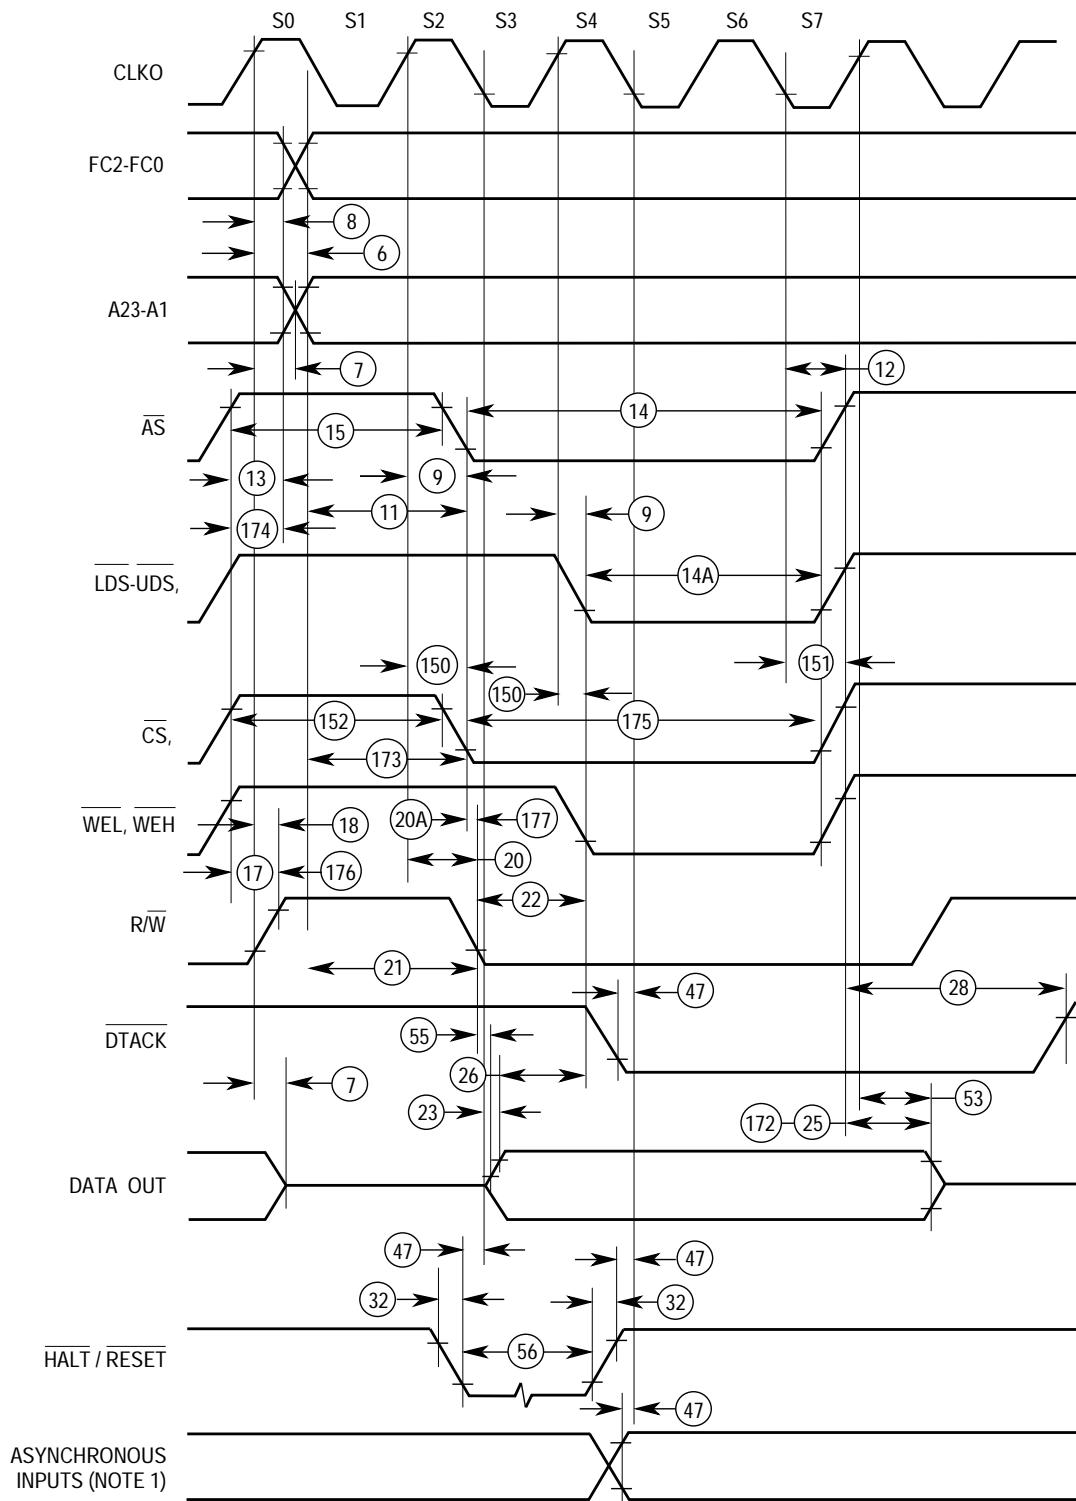 S0 S1 S2 S3 S4 S5 S6 S7
CLKO
FC2-FC0
8
6
A23-A1
7
12
AS
14
15
13
9
11
9
174
LDS-UDS,
14A
150
151
150
CS,
152
175
173
WEL, WEH
18
20A
177
20
17
176
22
R/W
21
28
47
DTACK
55
26
7
53
23
172
25
DATA OUT
47
47
32
32
HALT / RESET
56
47
ASYNCHRONOUS
INPUTS (NOTE 1)